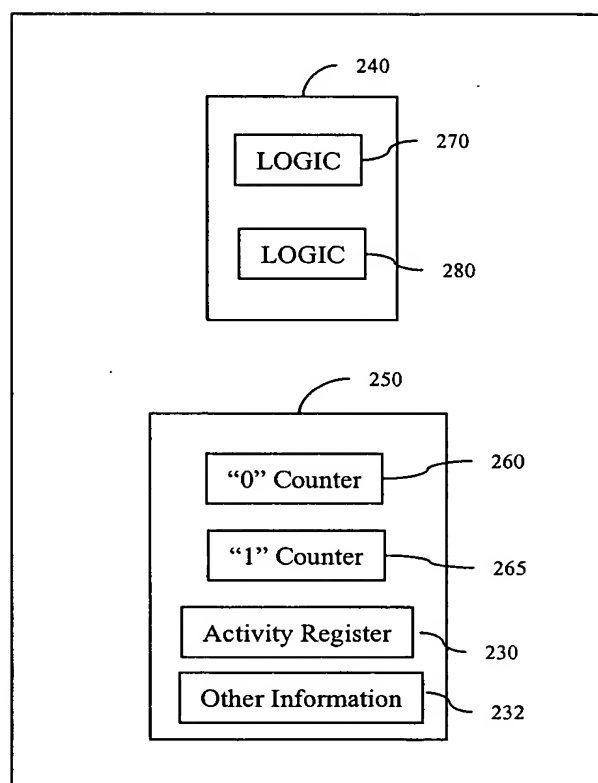 240
270
LOGIC
LOGIC
280
250
260
“0” Counter
“1” Counter
265
Activity Register
230
Other Information
232